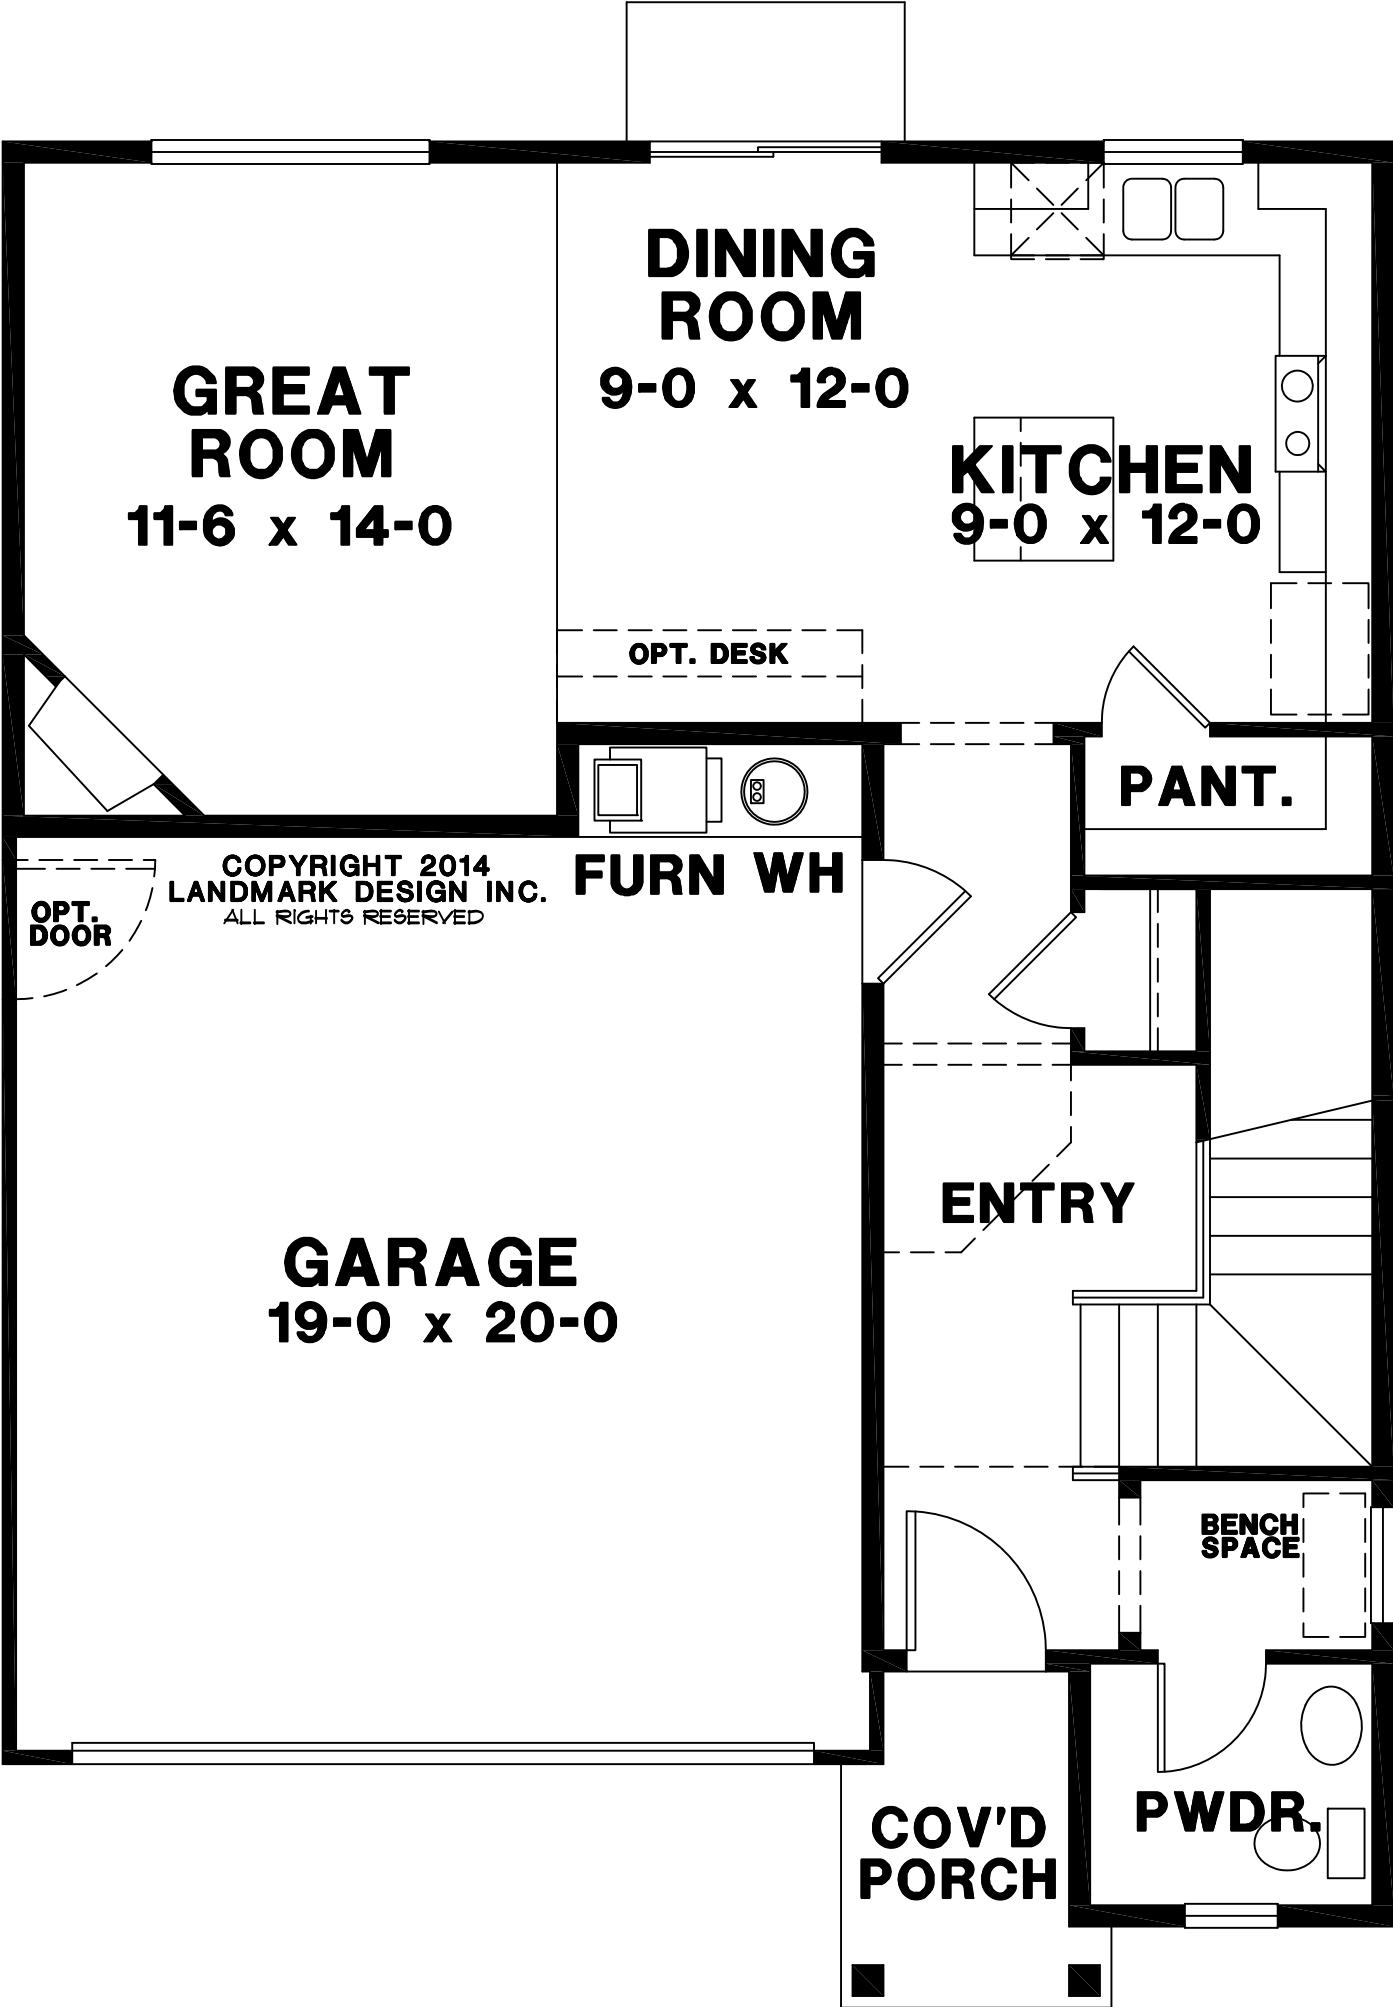 DINING
ROOM
9-0 x 12-0
GREAT
ROOM
11-6 x 14-0
KITCHEN
9-0 x 12-0
OPT. DESK
PANT.
FURN WH
COPYRIGHT 2014
LANDMARK DESIGN INC.
ALL RIGHTS RESERVED
OPT.
DOOR
ENTRY
GARAGE
19-0 x 20-0
BENCH
SPACE
PWDR.
COV'D
PORCH